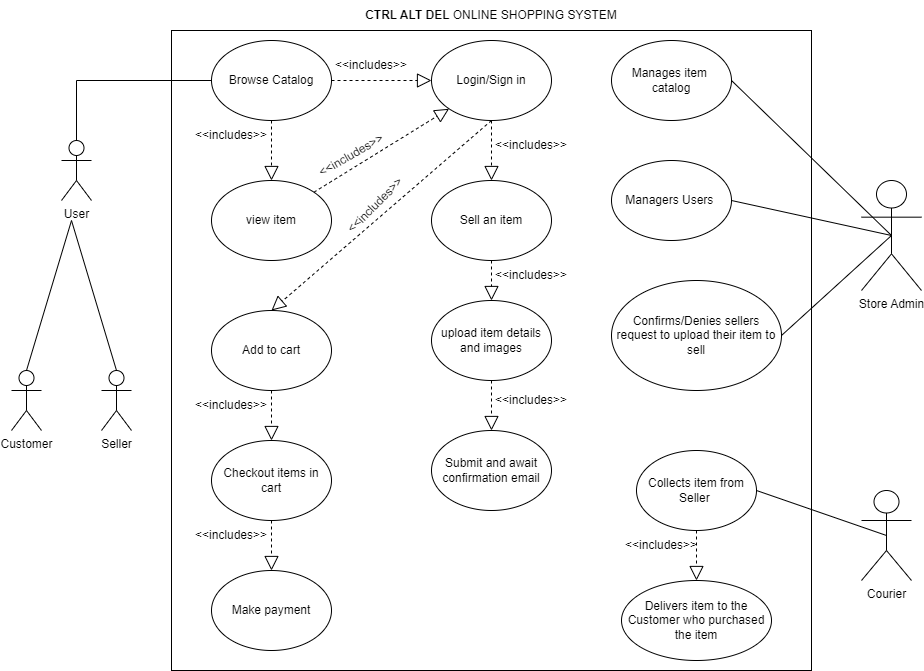 CTRL ALT DEL ONLINE SHOPPING SYSTEM
Browse Catalog
<<includes>>
Login/Sign in
Manages item
catalog
<<includes>>
<<includes>>
<<includes>>
User
view item
<<includes>>
Sell an item
Managers Users
Store Admin
<<includes>>
Add to cart
upload item details
and images
Confirms/Denies sellers
request to upload their item to
sell
<<includes>>
<<includes>>
Customer
Seller
Checkout items in
cart
Submit and await
confirmation email
Collects item from
Seller
<<includes>>
<<includes>>
Courier
Make payment
Delivers item to the
Customer who purchased
the item